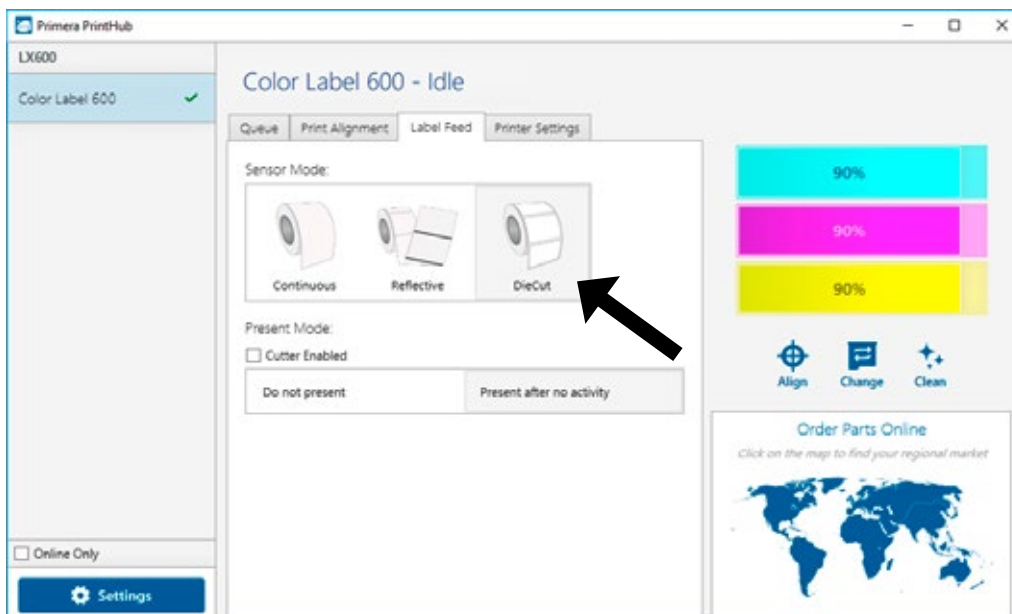 Primera PrintHub
LX600
Color Label 600
Color Label 600 - Idle
Queue Print Alignment Label Feed Printer Settings
Sensor Mode:
Continuous Reflective DieCut
Present Mode:
Cutter Enabled
Do not present Present after no activity
90%
90%
90%
Align Change Clean
Order Parts Online
Click on the map to find your regional market
Online Only
Settings